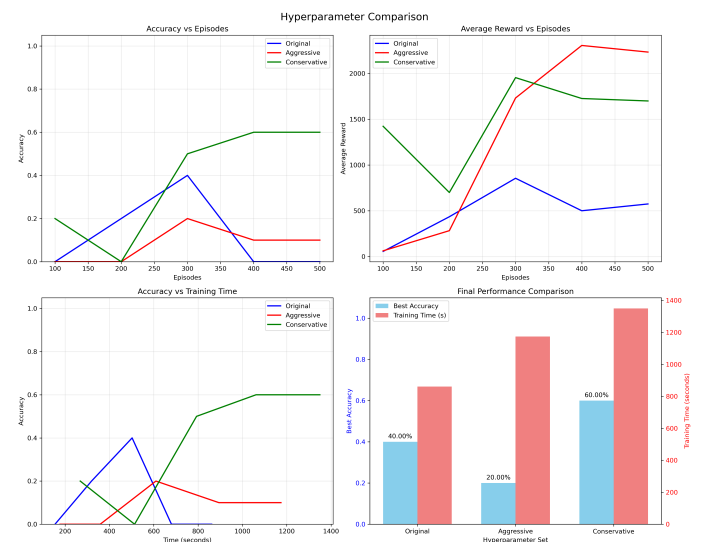 Hyperparameter Comparison
Accuracy vs Episodes
Original
Aggressive
Conservative
1.0
0.8
0.6
0.4
0.2
0.0
Accuracy
100 150 200 250 300 350 400 450 500
Episodes
Average Reward vs Episodes
Original
Aggressive
Conservative
2000
1500
1000
500
0
Average Reward
100 150 200 250 300 350 400 450 500
Episodes
Accuracy vs Training Time
Original
Aggressive
Conservative
1.0
0.8
0.6
0.4
0.2
0.0
Accuracy
200 400 600 800 1000 1200 1400
Time (seconds)
Final Performance Comparison
Best Accuracy
Training Time (s)
1.0
0.8
0.6
0.4
0.2
0.0
Best Accuracy
40.00%
20.00%
60.00%
1400
1200
1000
800
600
400
200
0
Training Time (seconds)
Original Aggressive Conservative
Hyperparameter Set